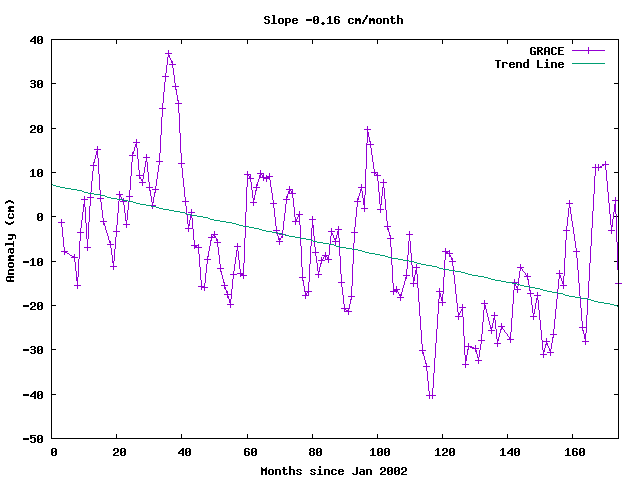 Slope -0.16 cm/month
GRACE
Trend Line
40
30
20
10
0
-10
-20
-30
-40
-50
Anomaly (cm)
0 20 40 60 80 100 120 140 160
Months since Jan 2002